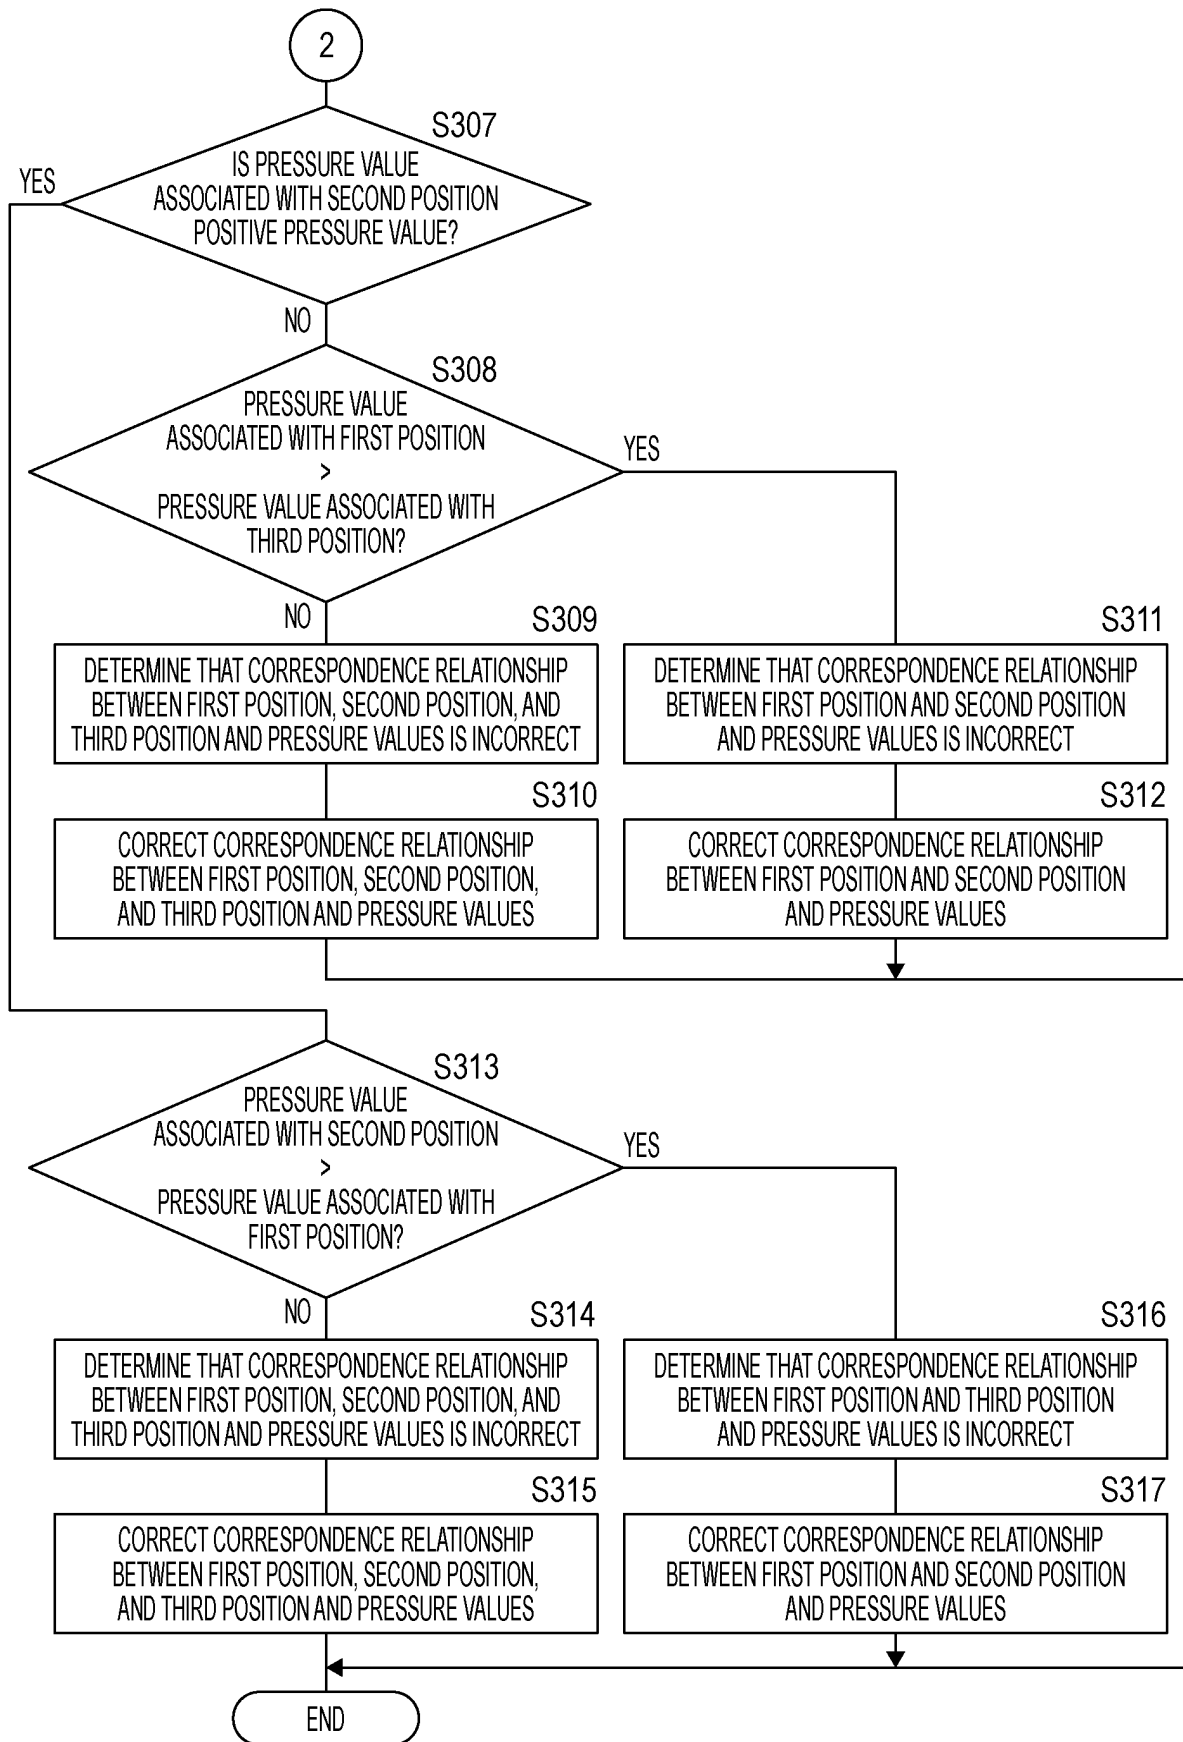 2
S307
IS PRESSURE VALUE
ASSOCIATED WITH SECOND POSITION
POSITIVE PRESSURE VALUE?
YES
NO
S308
PRESSURE VALUE
ASSOCIATED WITH FIRST POSITION
>
PRESSURE VALUE ASSOCIATED WITH
THIRD POSITION?
YES
NO
S309
DETERMINE THAT CORRESPONDENCE RELATIONSHIP
BETWEEN FIRST POSITION, SECOND POSITION, AND
THIRD POSITION AND PRESSURE VALUES IS INCORRECT
S311
DETERMINE THAT CORRESPONDENCE RELATIONSHIP
BETWEEN FIRST POSITION AND SECOND POSITION
AND PRESSURE VALUES IS INCORRECT
S310
CORRECT CORRESPONDENCE RELATIONSHIP
BETWEEN FIRST POSITION, SECOND POSITION,
AND THIRD POSITION AND PRESSURE VALUES
S312
CORRECT CORRESPONDENCE RELATIONSHIP
BETWEEN FIRST POSITION AND SECOND POSITION
AND PRESSURE VALUES
S313
PRESSURE VALUE
ASSOCIATED WITH SECOND POSITION
>
PRESSURE VALUE ASSOCIATED WITH
FIRST POSITION?
YES
NO
S314
DETERMINE THAT CORRESPONDENCE RELATIONSHIP
BETWEEN FIRST POSITION, SECOND POSITION, AND
THIRD POSITION AND PRESSURE VALUES IS INCORRECT
S316
DETERMINE THAT CORRESPONDENCE RELATIONSHIP
BETWEEN FIRST POSITION AND THIRD POSITION
AND PRESSURE VALUES IS INCORRECT
S315
CORRECT CORRESPONDENCE RELATIONSHIP
BETWEEN FIRST POSITION, SECOND POSITION,
AND THIRD POSITION AND PRESSURE VALUES
S317
CORRECT CORRESPONDENCE RELATIONSHIP
BETWEEN FIRST POSITION AND SECOND POSITION
AND PRESSURE VALUES
END